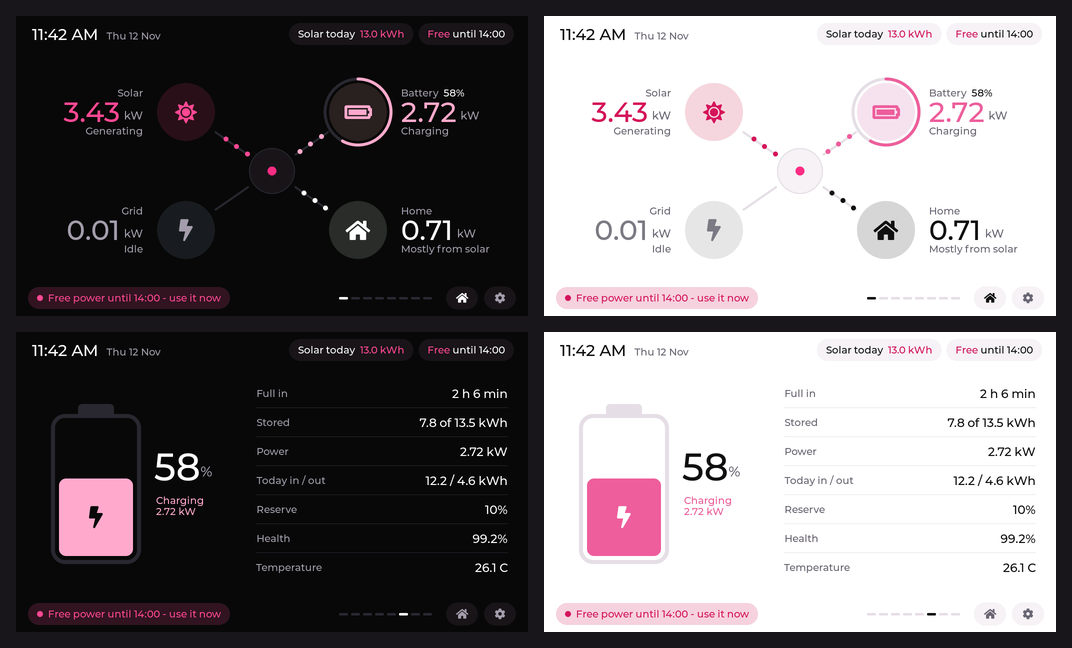 11:42 AM Thu 12 Nov
Solar today 13.0 kWh
Free until 14:00
Solar
3.43 kW
Generating
Battery 58%
2.72 kW
Charging
Grid
0.01 kW
Idle
Home
0.71 kW
Mostly from solar
Free power until 14:00 - use it now
11:42 AM Thu 12 Nov
Solar today 13.0 kWh
Free until 14:00
Solar
3.43 kW
Generating
Battery 58%
2.72 kW
Charging
Grid
0.01 kW
Idle
Home
0.71 kW
Mostly from solar
Free power until 14:00 - use it now
11:42 AM Thu 12 Nov
Solar today 13.0 kWh
Free until 14:00
58%
Charging
2.72 kW
Full in 2 h 6 min
Stored 7.8 of 13.5 kWh
Power 2.72 kW
Today in / out 12.2 / 4.6 kWh
Reserve 10%
Health 99.2%
Temperature 26.1 C
Free power until 14:00 - use it now
11:42 AM Thu 12 Nov
Solar today 13.0 kWh
Free until 14:00
58%
Charging
2.72 kW
Full in 2 h 6 min
Stored 7.8 of 13.5 kWh
Power 2.72 kW
Today in / out 12.2 / 4.6 kWh
Reserve 10%
Health 99.2%
Temperature 26.1 C
Free power until 14:00 - use it now